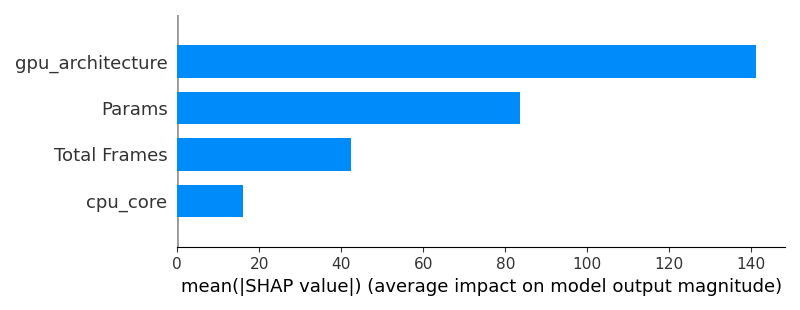 gpu_architecture
Params
Total Frames
cpu_core
0 20 40 60 80 100 120 140
mean(|SHAP value|) (average impact on model output magnitude)